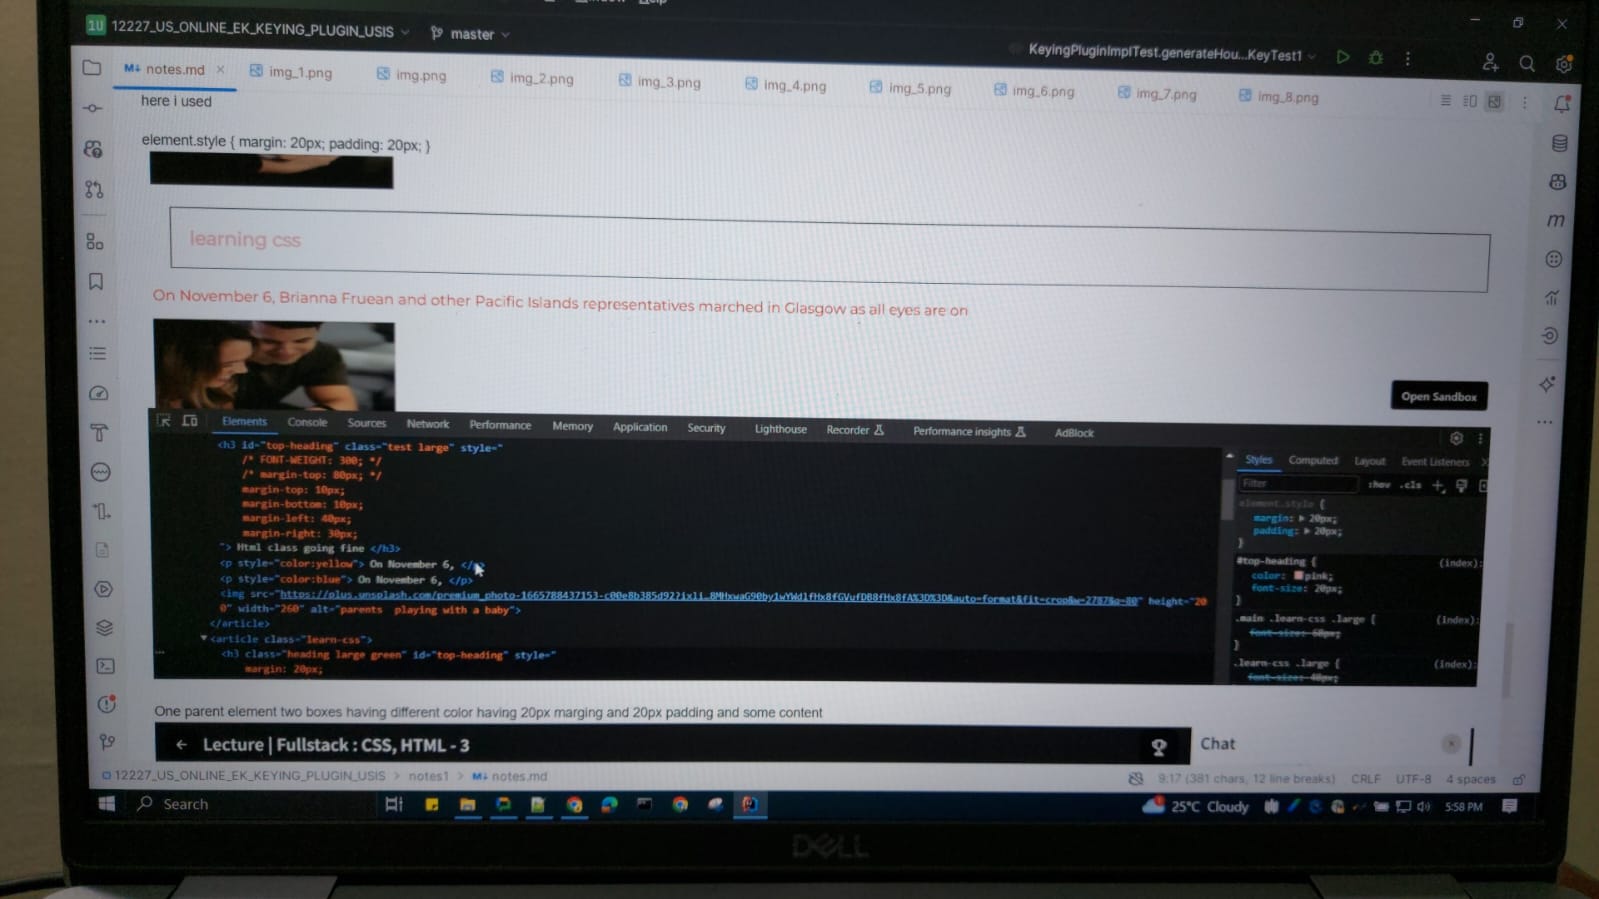 12227_US_ONLINE_EK_KEYING_PLUGIN_USIS
master
KeyingPluginImplTest.generateHou...KeyTest1
notes.md
img_1.png
img.png
img_2.png
img_3.png
img_4.png
img_5.png
img_6.png
img_7.png
img_8.png
here i used
element.style { margin: 20px; padding: 20px; }
learning css
On November 6, Brianna Fruean and other Pacific Islands representatives marched in Glasgow as all eyes are on
Open Sandbox
Elements Console Sources Network Performance Memory Application Security Lighthouse Recorder Performance insights AdBlock
<h3 id="top-heading" class="test large" style="
/* FONT-WEIGHT: 300; */
/* margin-top: 80px; */
margin-top: 10px;
margin-bottom: 10px;
margin-left: 40px;
margin-right: 30px;
"> Html class going fine </h3>
<p style="color:yellow"> On November 6, </p>
<p style="color:blue"> On November 6, </p>
<img src="https://plus.unsplash.com/premium_photo-1665788437153-" height="20
0" width="260" alt="parents playing with a baby">
</article>
<article class="learn-css">
<h3 class="heading large green" id="top-heading" style="
margin: 20px;
Styles Computed Layout Event Listeners
Filter :hov .cls
element.style {
margin: 20px;
padding: 20px;
}
#top-heading { (index):
color: pink;
font-size: 20px;
}
.main .learn-css .large { (index):
font-size: 60px;
}
.learn-css .large { (index):
font-size: 40px;
One parent element two boxes having different color having 20px marging and 20px padding and some content
Lecture | Fullstack : CSS, HTML - 3
Chat
12227_US_ONLINE_EK_KEYING_PLUGIN_USIS > notes1 > notes.md
9:17 (381 chars, 12 line breaks) CRLF UTF-8 4 spaces
Search
25°C Cloudy
5:58 PM
DELL